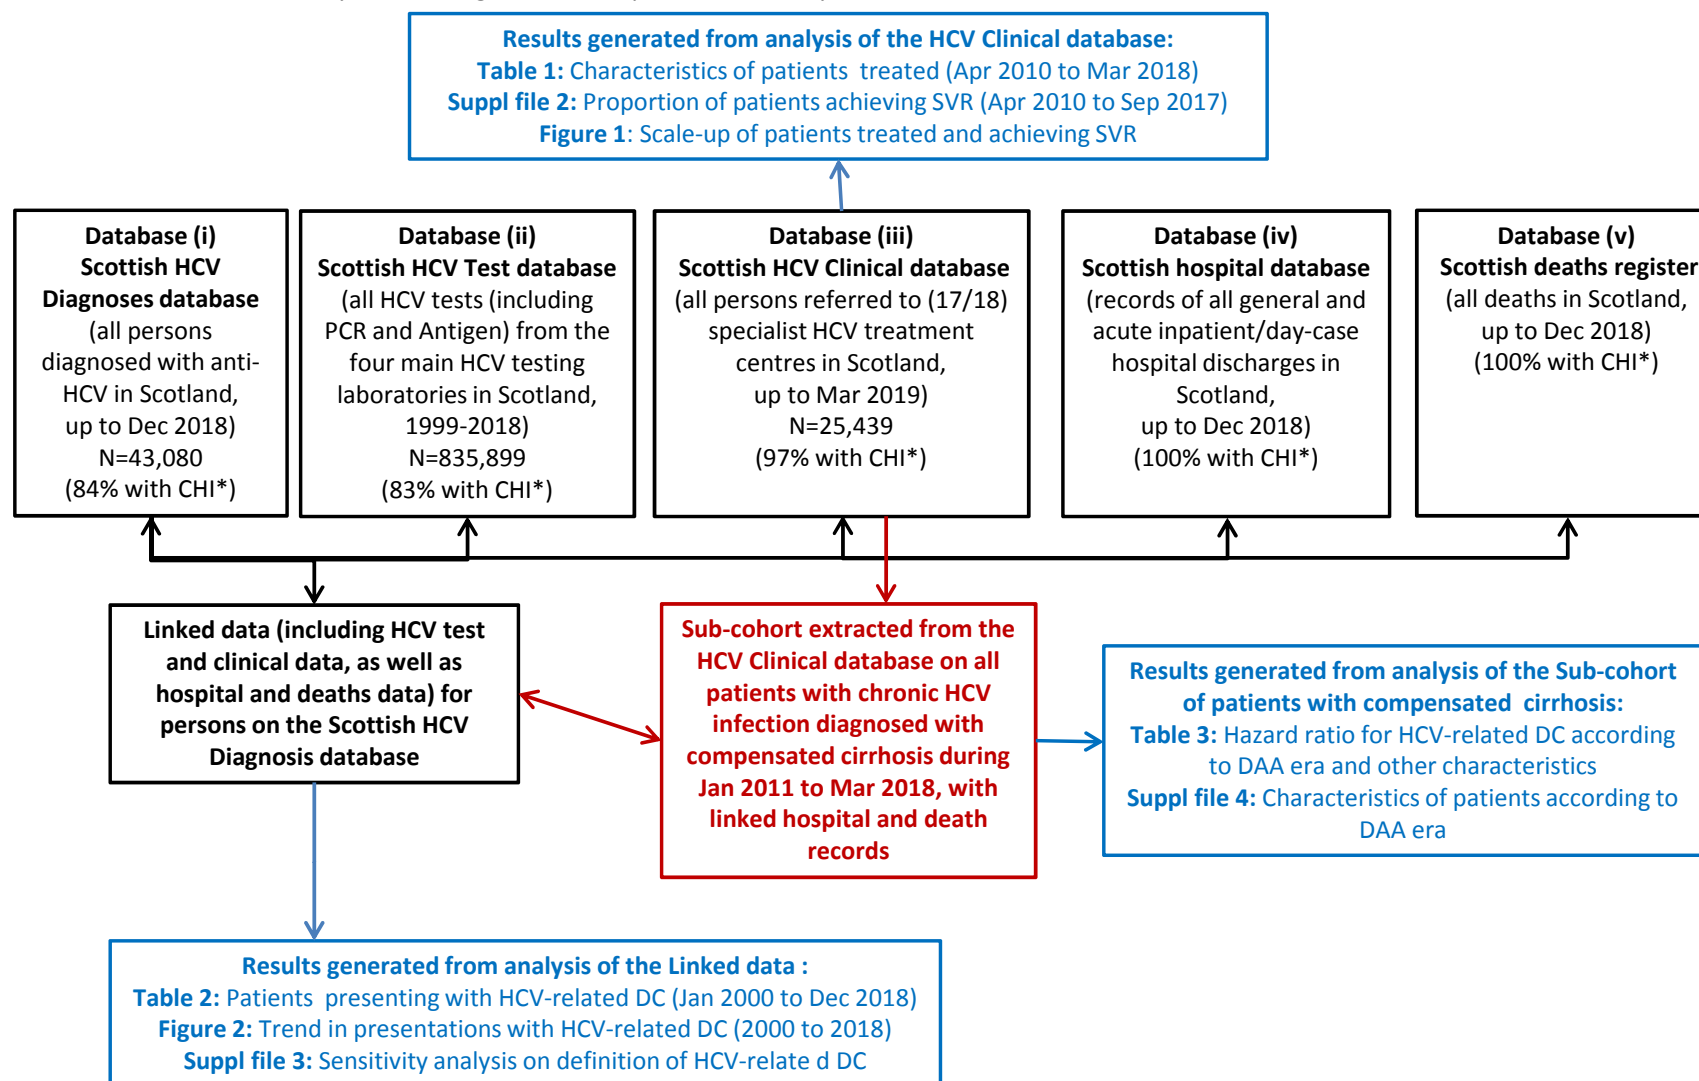 Results generated from analysis of the HCV Clinical database:
Table 1: Characteristics of patients treated (Apr 2010 to Mar 2018)
Suppl file 2: Proportion of patients achieving SVR (Apr 2010 to Sep 2017)
Figure 1: Scale-up of patients treated and achieving SVR
Database (i)
Scottish HCV
Diagnoses database
(all persons
diagnosed with anti-
HCV in Scotland,
up to Dec 2018)
N=43,080
(84% with CHI*)
Database (ii)
Scottish HCV Test database
(all HCV tests (including
PCR and Antigen) from the
four main HCV testing
laboratories in Scotland,
1999-2018)
N=835,899
(83% with CHI*)
Database (iii)
Scottish HCV Clinical database
(all persons referred to (17/18)
specialist HCV treatment
centres in Scotland,
up to Mar 2019)
N=25,439
(97% with CHI*)
Database (iv)
Scottish hospital database
(records of all general and
acute inpatient/day-case
hospital discharges in
Scotland,
up to Dec 2018)
(100% with CHI*)
Database (v)
Scottish deaths register
(all deaths in Scotland,
up to Dec 2018)
(100% with CHI*)
Linked data (including HCV test
and clinical data, as well as
hospital and deaths data) for
persons on the Scottish HCV
Diagnosis database
Sub-cohort extracted from the
HCV Clinical database on all
patients with chronic HCV
infection diagnosed with
compensated cirrhosis during
Jan 2011 to Mar 2018, with
linked hospital and death
records
Results generated from analysis of the Sub-cohort
of patients with compensated cirrhosis:
Table 3: Hazard ratio for HCV-related DC according
to DAA era and other characteristics
Suppl file 4: Characteristics of patients according to
DAA era
Results generated from analysis of the Linked data :
Table 2: Patients presenting with HCV-related DC (Jan 2000 to Dec 2018)
Figure 2: Trend in presentations with HCV-related DC (2000 to 2018)
Suppl file 3: Sensitivity analysis on definition of HCV-relate d DC